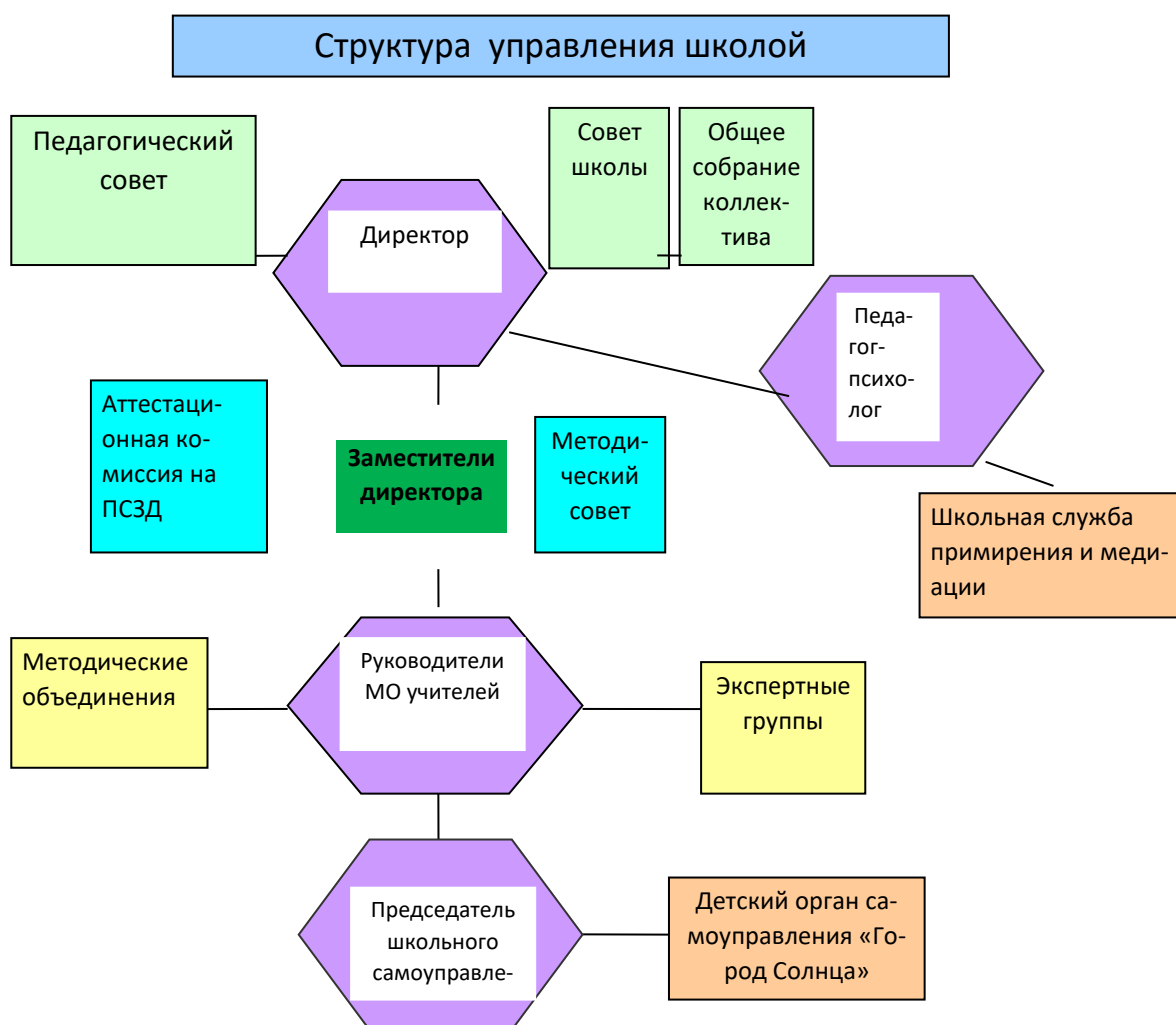 Структура  управления школой
Педагогический
совет
Совет
школы
Общее
собрание
коллек-
тива
Директор
Педа-
гог-
психо-
лог
Аттестаци-
онная ко-
миссия на
ПСЗД
Заместители
директора
Методи-
ческий
совет
Школьная служба
примирения и меди-
ации
Методические
объединения
Руководители
МО учителей
Экспертные
группы
Председатель
школьного
самоуправле-
Детский орган са-
моуправления «Го-
род Солнца»